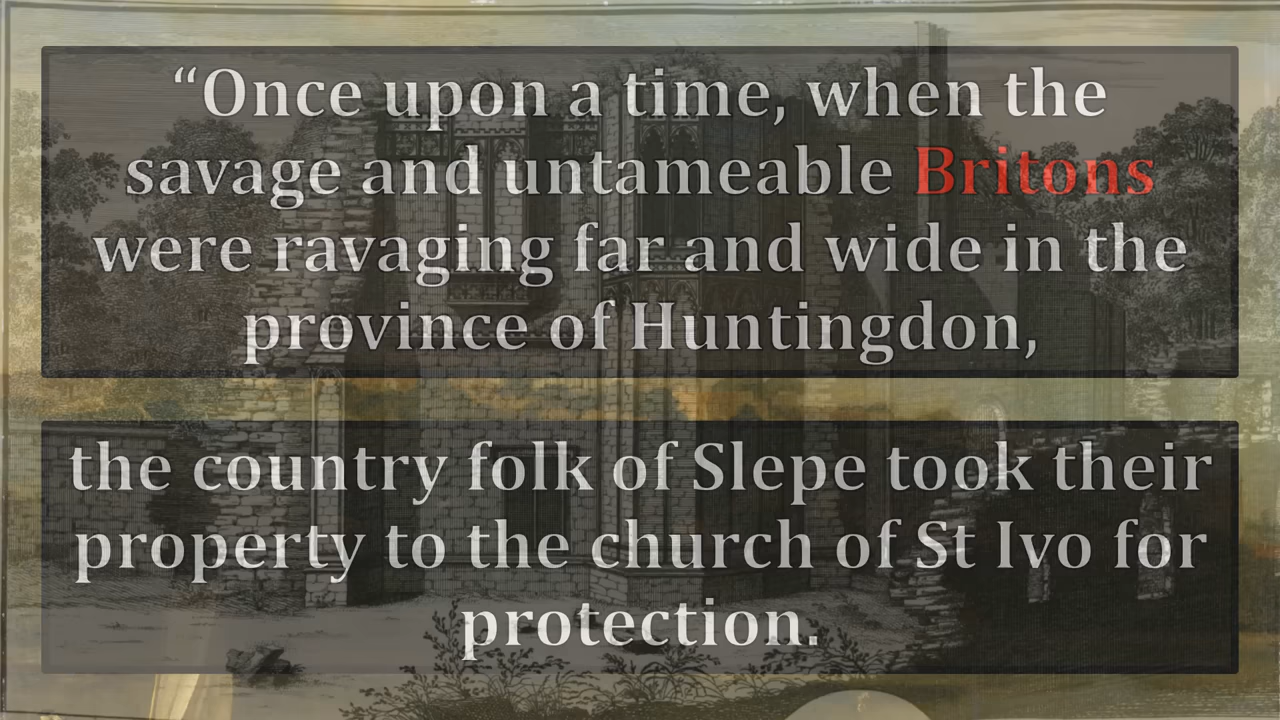 “Once upon a time, when the
savage and untameable Britons
were ravaging far and wide in the
province of Huntingdon,
the country folk of Slepe took their
property to the church of St Ivo for
protection.